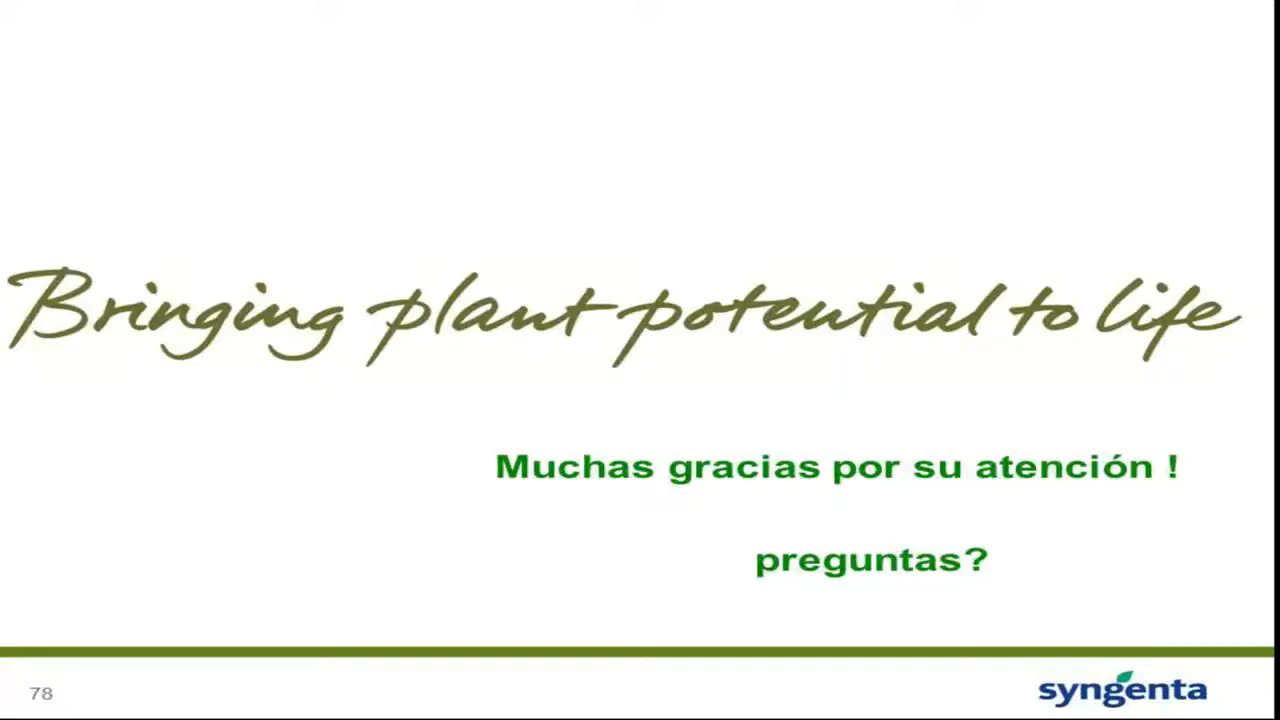 Bringing plant potential to life
Muchas gracias por su atención !
preguntas?
78
syngenta